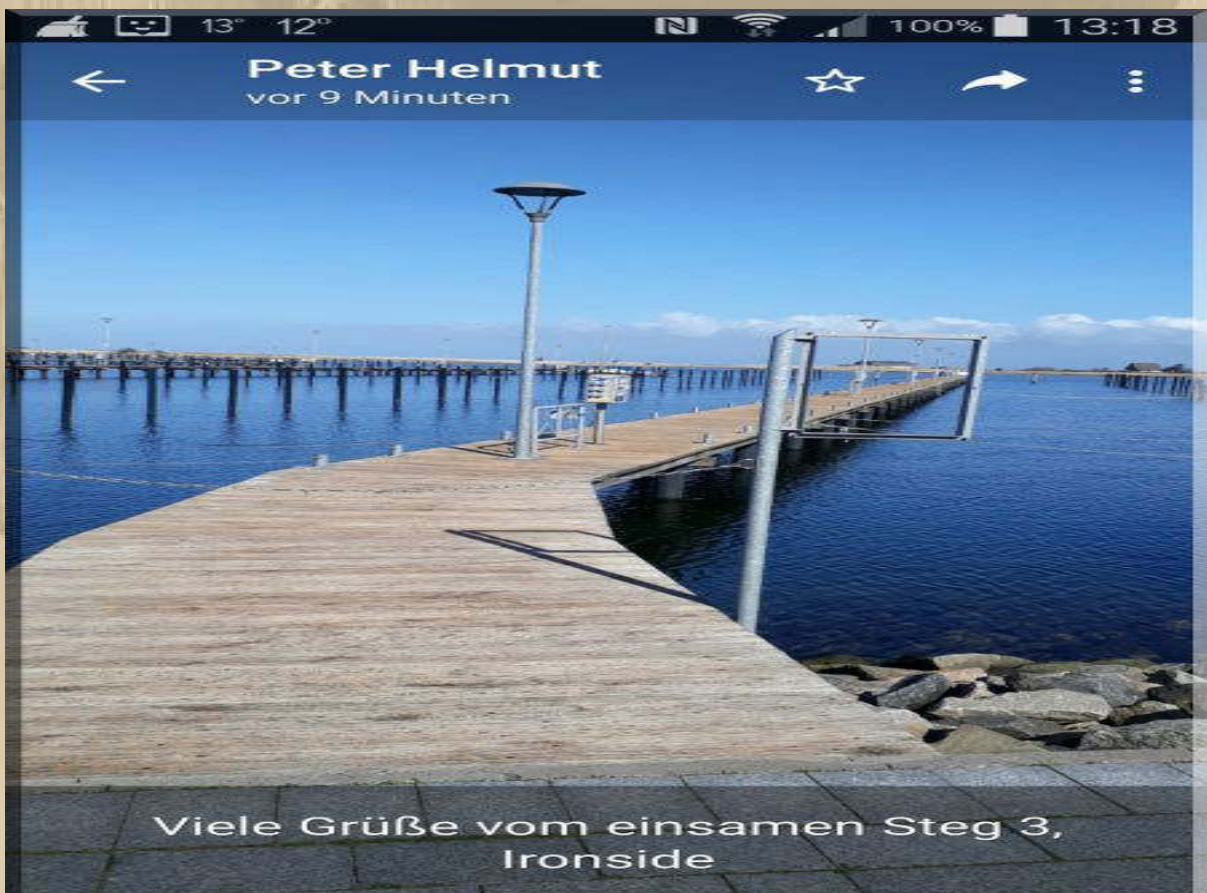 13° 12° 100% 13:18
Peter Helmut
vor 9 Minuten
Viele Grüße vom einsamen Steg 3,
Ironside